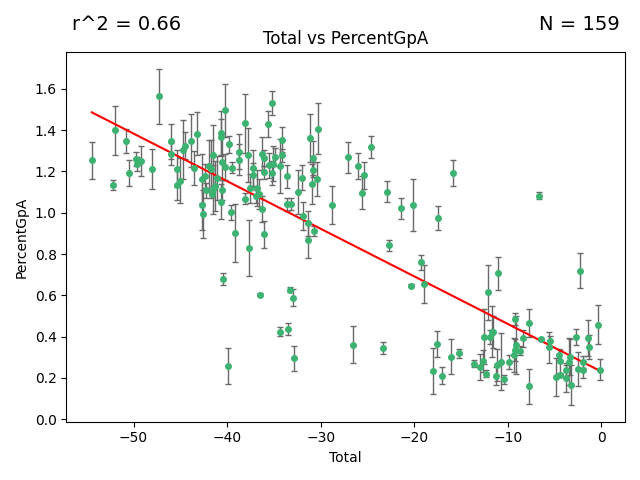 r^2 = 0.66 N = 159
Total vs PercentGpA
1.6
1.4
1.2
1.0
0.8
0.6
0.4
0.2
0.0
PercentGpA
−50 −40 −30 −20 −10 0
Total